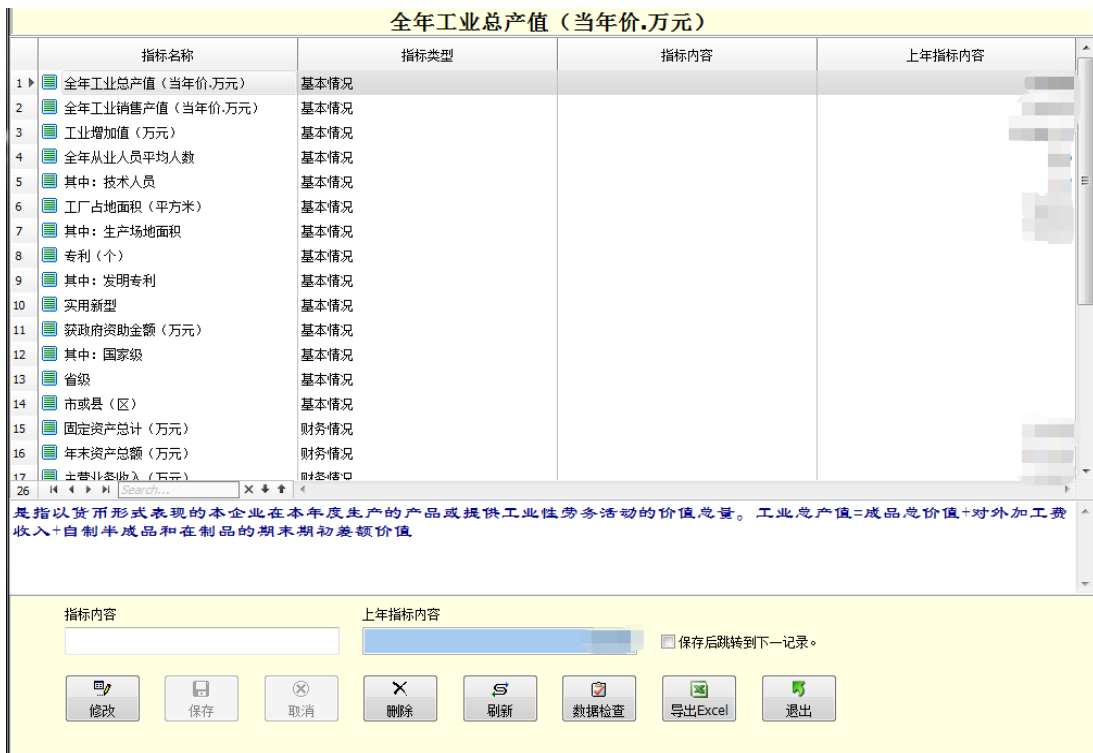 全年工业总产值（当年价.万元）
指标名称 指标类型 指标内容 上年指标内容
1 全年工业总产值（当年价.万元） 基本情况
2 全年工业销售产值（当年价.万元） 基本情况
3 工业增加值（万元） 基本情况
4 全年从业人员平均人数 基本情况
5 其中：技术人员 基本情况
6 工厂占地面积（平方米） 基本情况
7 其中：生产场地面积 基本情况
8 专利（个） 基本情况
9 其中：发明专利 基本情况
10 实用新型 基本情况
11 获政府资助金额（万元） 基本情况
12 其中：国家级 基本情况
13 省级 基本情况
14 市或县（区） 基本情况
15 固定资产总计（万元） 财务情况
16 年末资产总额（万元） 财务情况
17 主营业务收入（万元） 财务情况
26 Search...
是指以货币形式表现的本企业在本年度生产的产品或提供工业性劳务活动的价值总量。工业总产值=成品总价值+对外加工费
收入+自制半成品和在制品的期末期初差额价值
指标内容 上年指标内容
保存后跳转到下一记录。
修改 保存 取消 删除 刷新 数据检查 导出Excel 退出